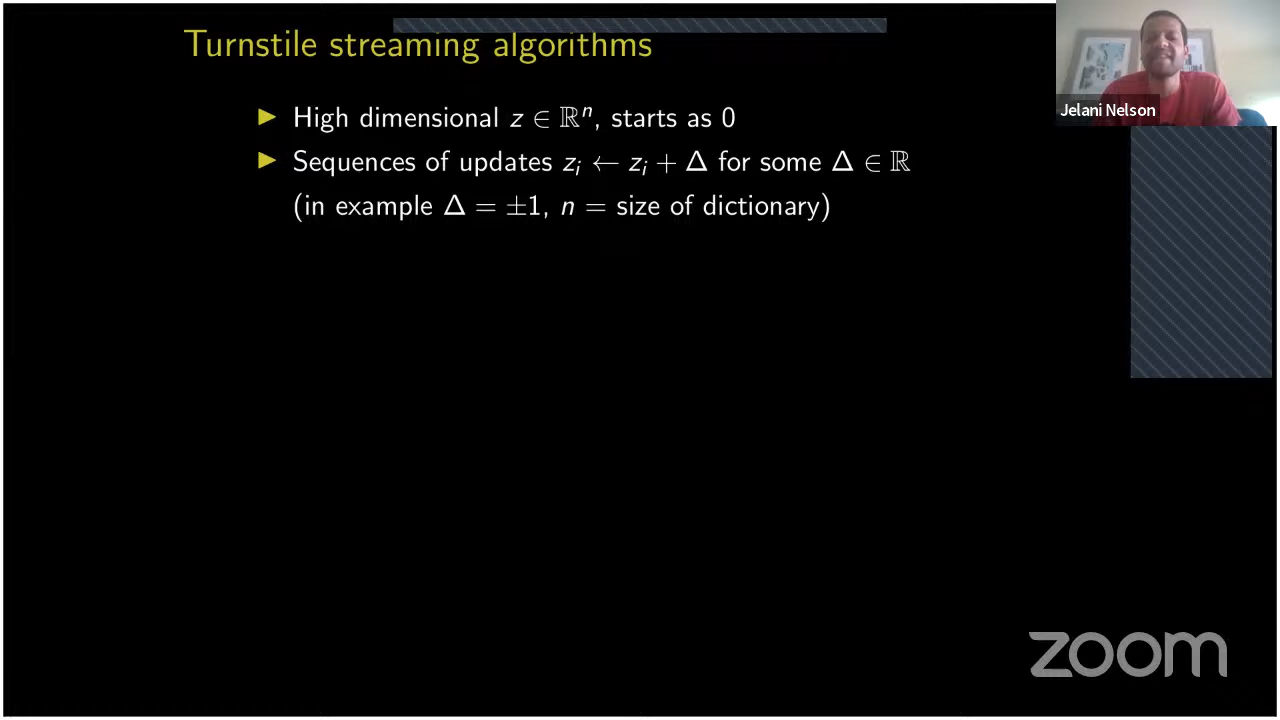 Turnstile streaming algorithms
▶ High dimensional z ∈ ℝⁿ, starts as 0
▶ Sequences of updates zᵢ ← zᵢ + Δ for some Δ ∈ ℝ
(in example Δ = ±1, n = size of dictionary)
Jelani Nelson
zoom